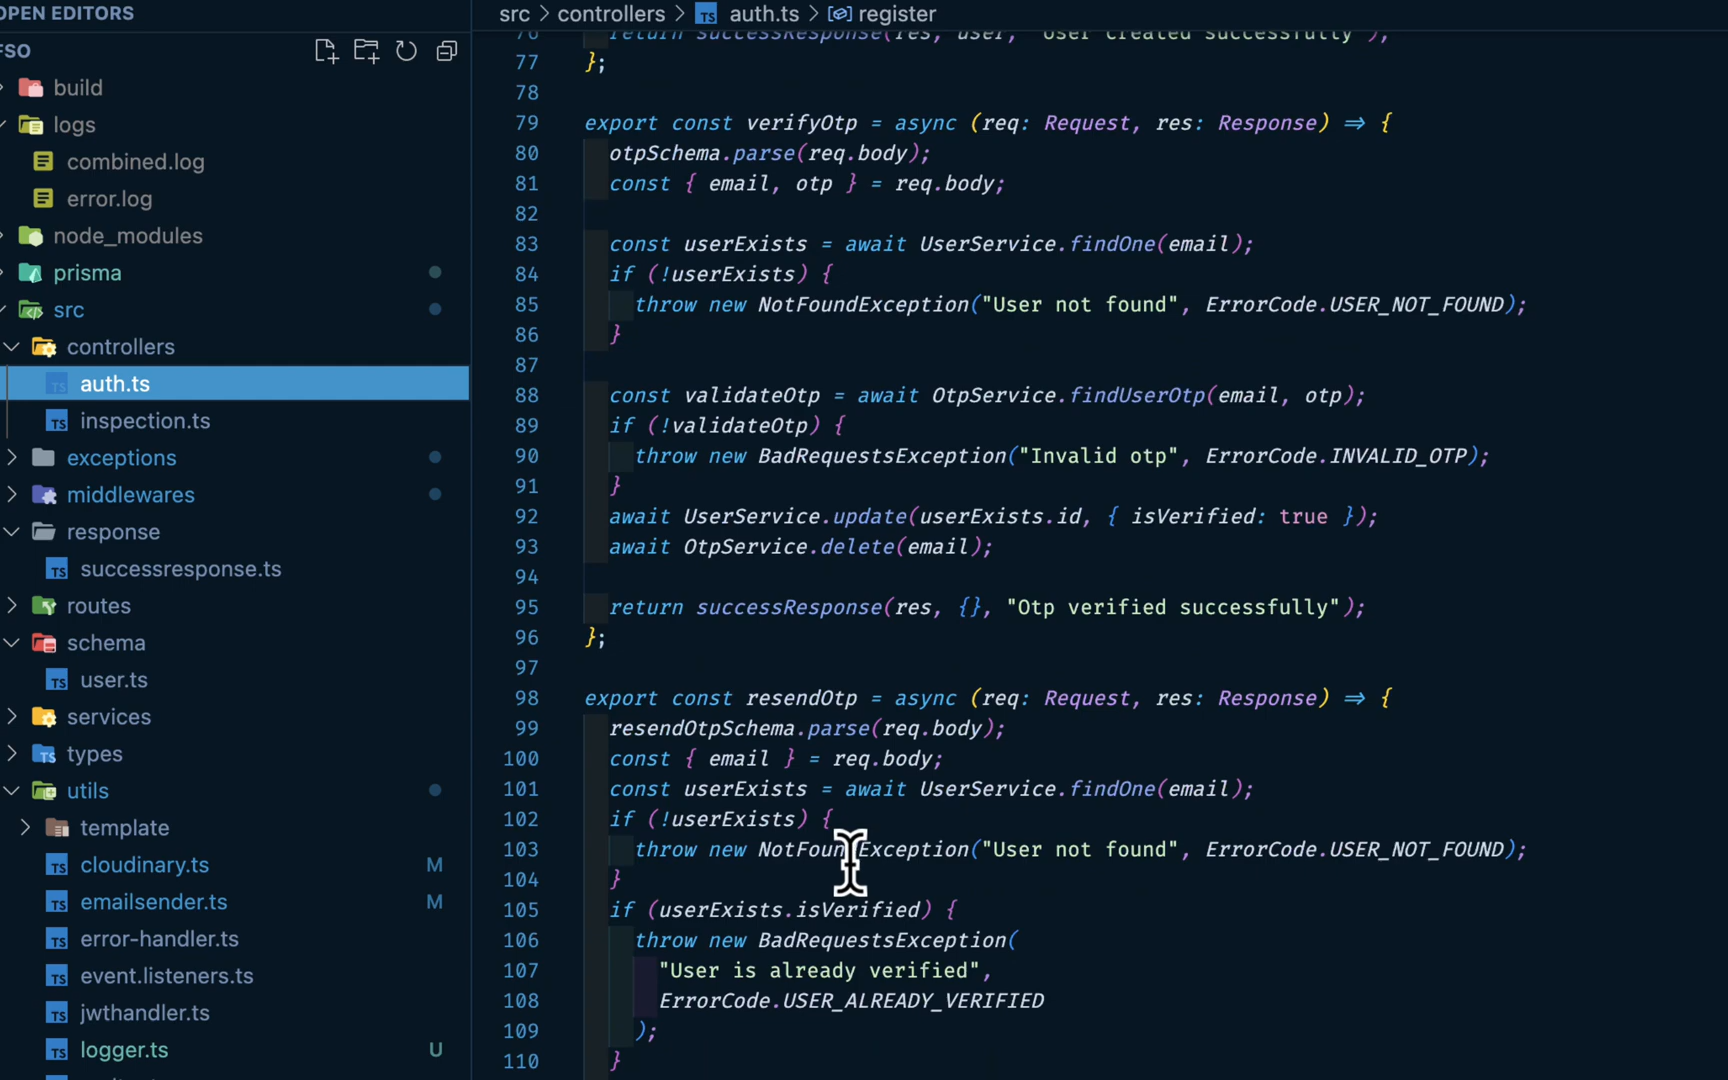 OPEN EDITORS
FSO
build
logs
combined.log
error.log
node_modules
prisma
src
controllers
auth.ts
inspection.ts
exceptions
middlewares
response
successresponse.ts
routes
schema
user.ts
services
types
utils
template
cloudinary.ts M
emailsender.ts M
error-handler.ts
event.listeners.ts
jwthandler.ts
logger.ts U
src > controllers > TS auth.ts > register
76 return successResponse(res, user, "User created successfully");
77 };
78
79 export const verifyOtp = async (req: Request, res: Response) => {
80 otpSchema.parse(req.body);
81 const { email, otp } = req.body;
82
83 const userExists = await UserService.findOne(email);
84 if (!userExists) {
85 throw new NotFoundException("User not found", ErrorCode.USER_NOT_FOUND);
86 }
87
88 const validateOtp = await OtpService.findUserOtp(email, otp);
89 if (!validateOtp) {
90 throw new BadRequestsException("Invalid otp", ErrorCode.INVALID_OTP);
91 }
92 await UserService.update(userExists.id, { isVerified: true });
93 await OtpService.delete(email);
94
95 return successResponse(res, {}, "Otp verified successfully");
96 };
97
98 export const resendOtp = async (req: Request, res: Response) => {
99 resendOtpSchema.parse(req.body);
100 const { email } = req.body;
101 const userExists = await UserService.findOne(email);
102 if (!userExists) {
103 throw new NotFoundException("User not found", ErrorCode.USER_NOT_FOUND);
104 }
105 if (userExists.isVerified) {
106 throw new BadRequestsException(
107 "User is already verified",
108 ErrorCode.USER_ALREADY_VERIFIED
109 );
110 }